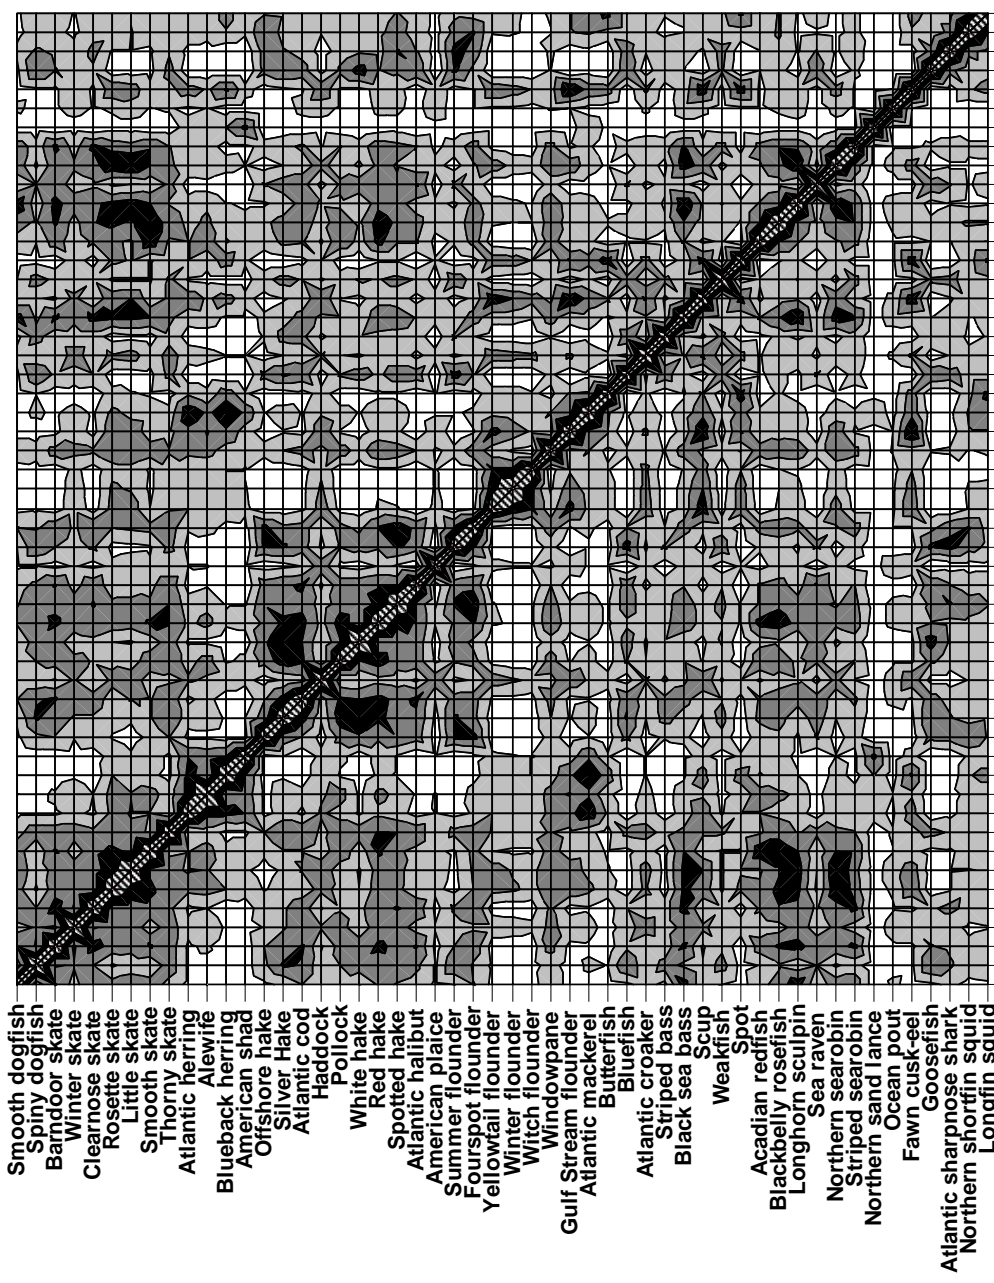 Smooth dogfish
Spiny dogfish
Barndoor skate
Winter skate
Clearnose skate
Rosette skate
Little skate
Smooth skate
Thorny skate
Atlantic herring
Alewife
Blueback herring
American shad
Offshore hake
Silver Hake
Atlantic cod
Haddock
Pollock
White hake
Red hake
Spotted hake
Atlantic halibut
American plaice
Summer flounder
Fourspot flounder
Yellowtail flounder
Winter flounder
Witch flounder
Windowpane
Gulf Stream flounder
Atlantic mackerel
Butterfish
Bluefish
Atlantic croaker
Striped bass
Black sea bass
Scup
Weakfish
Spot
Acadian redfish
Blackbelly rosefish
Longhorn sculpin
Sea raven
Northern searobin
Striped searobin
Northern sand lance
Ocean pout
Fawn cusk-eel
Goosefish
Atlantic sharpnose shark
Northern shortfin squid
Longfin squid